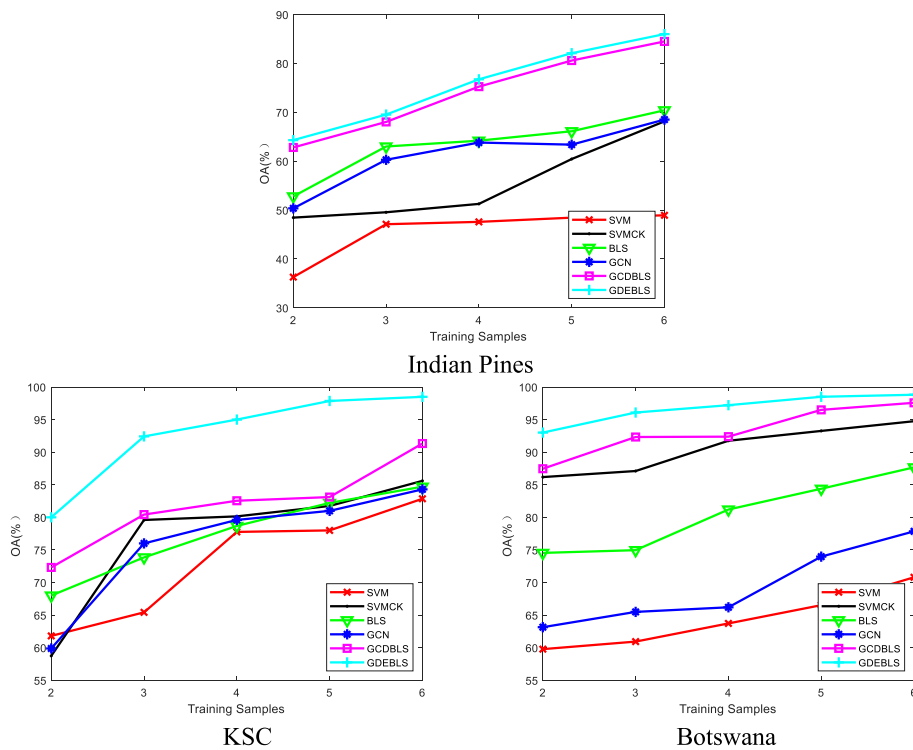 90
80
70
60
50
40
30
OA(%)
2 3 4 5 6
Training Samples
SVM
SVMCK
BLS
GCN
GCDBLS
GDEBLS
Indian Pines
100
95
90
85
80
75
70
65
60
55
OA(%)
2 3 4 5 6
Training Samples
SVM
SVMCK
BLS
GCN
GCDBLS
GDEBLS
KSC
100
95
90
85
80
75
70
65
60
55
OA(%)
2 3 4 5 6
Training Samples
SVM
SVMCK
BLS
GCN
GCDBLS
GDEBLS
Botswana